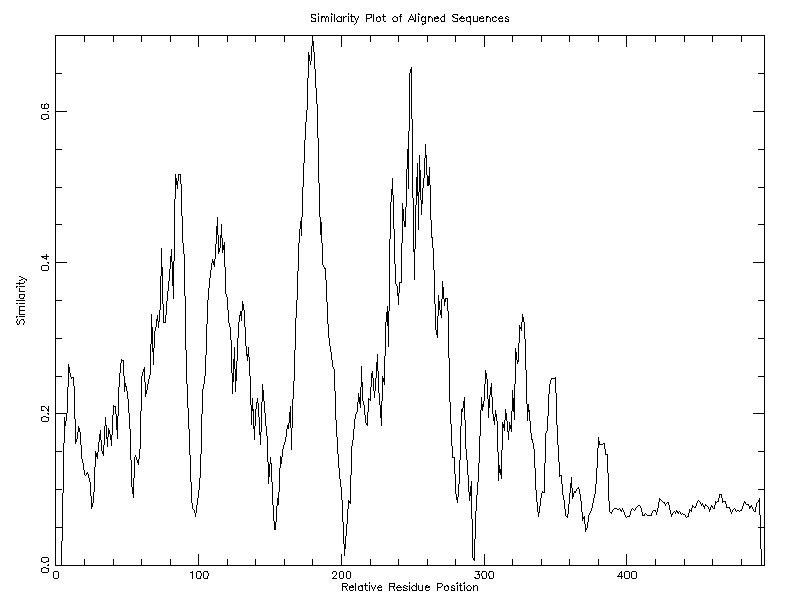 Similarity Plot of Aligned Sequences
0.6
0.4
Similarity
0.2
0.0
0 100 200 300 400
Relative Residue Position